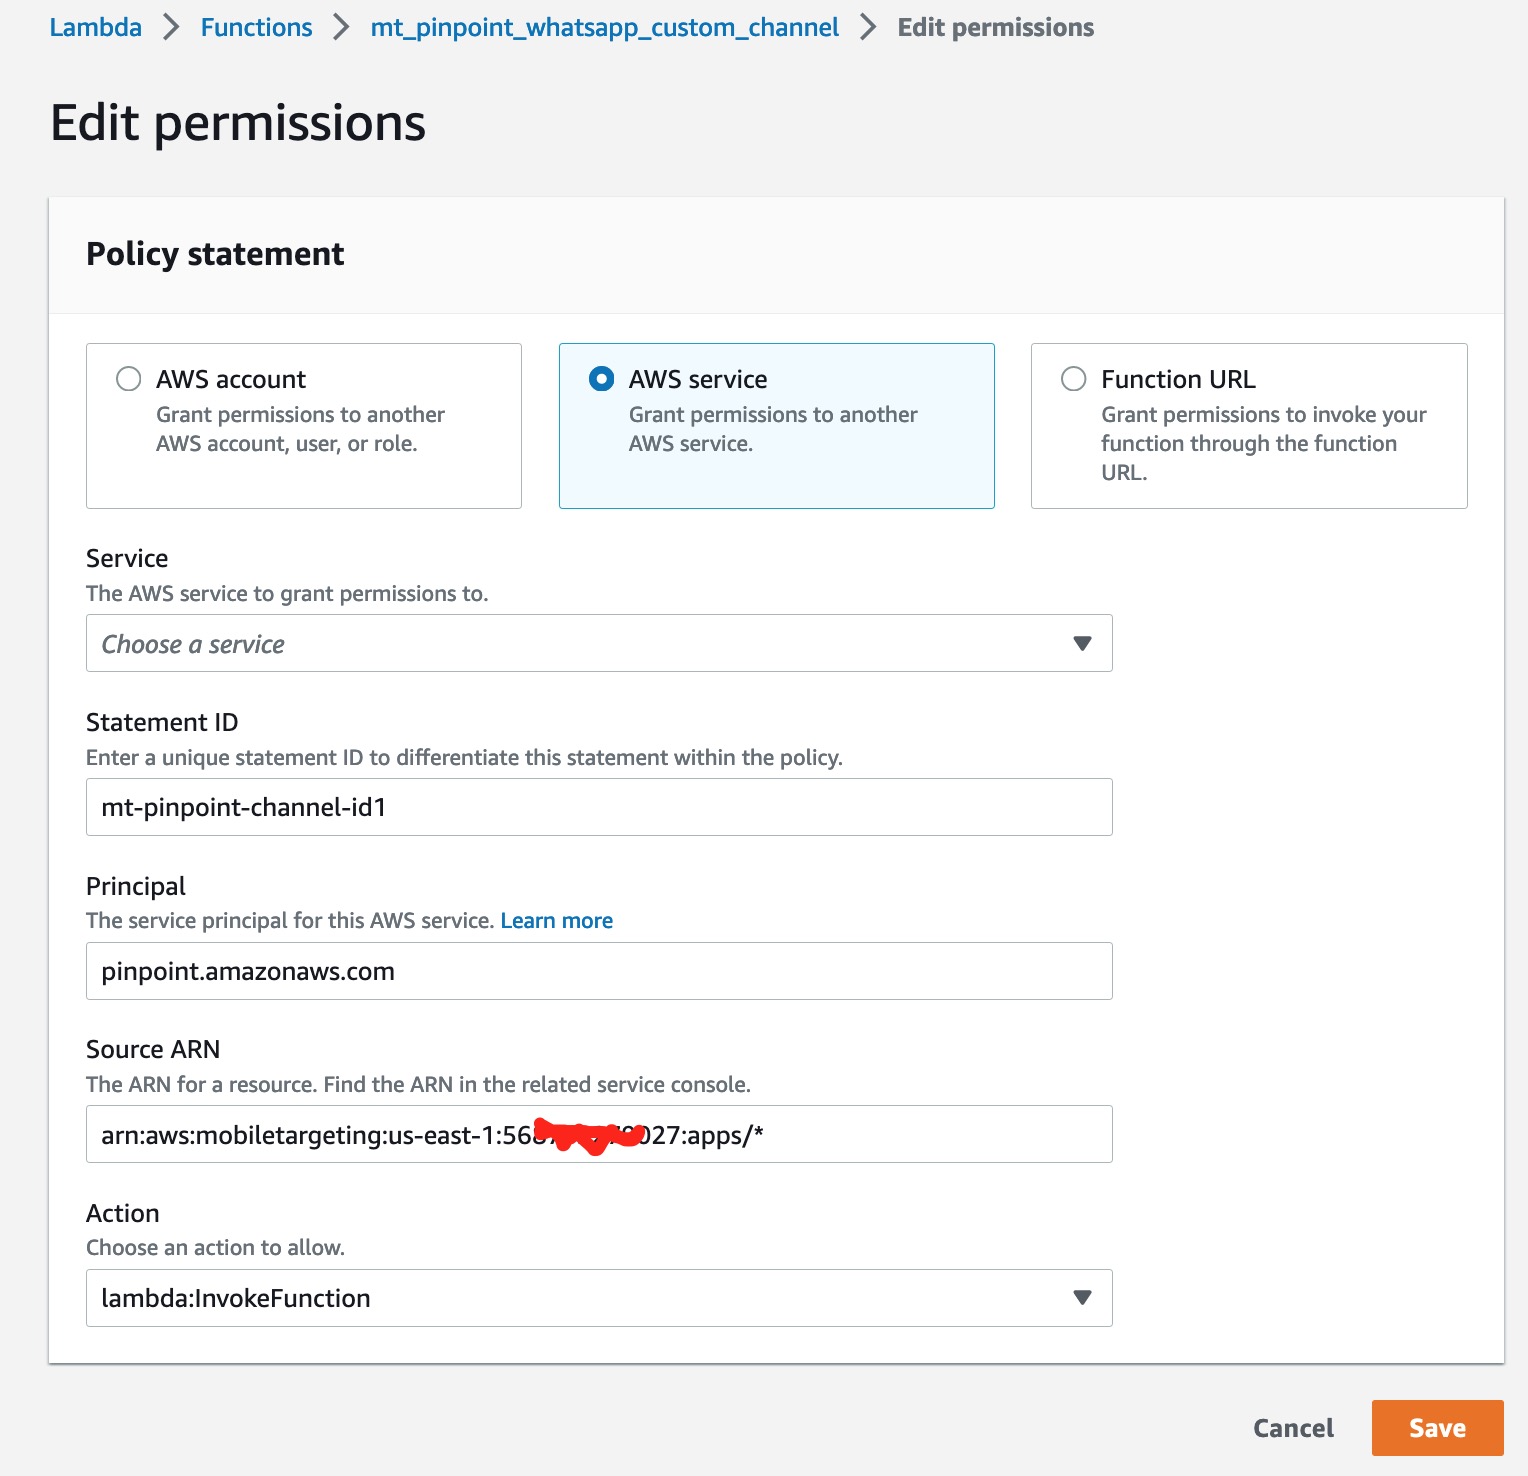 Lambda > Functions > mt_pinpoint_whatsapp_custom_channel > Edit permissions
Edit permissions
Policy statement
AWS account
Grant permissions to another
AWS account, user, or role.
AWS service
Grant permissions to another
AWS service.
Function URL
Grant permissions to invoke your
function through the function
URL.
Service
The AWS service to grant permissions to.
Choose a service
Statement ID
Enter a unique statement ID to differentiate this statement within the policy.
mt-pinpoint-channel-id1
Principal
The service principal for this AWS service. Learn more
pinpoint.amazonaws.com
Source ARN
The ARN for a resource. Find the ARN in the related service console.
arn:aws:mobiletargeting:us-east-1:56 027:apps/*
Action
Choose an action to allow.
lambda:InvokeFunction
Cancel
Save